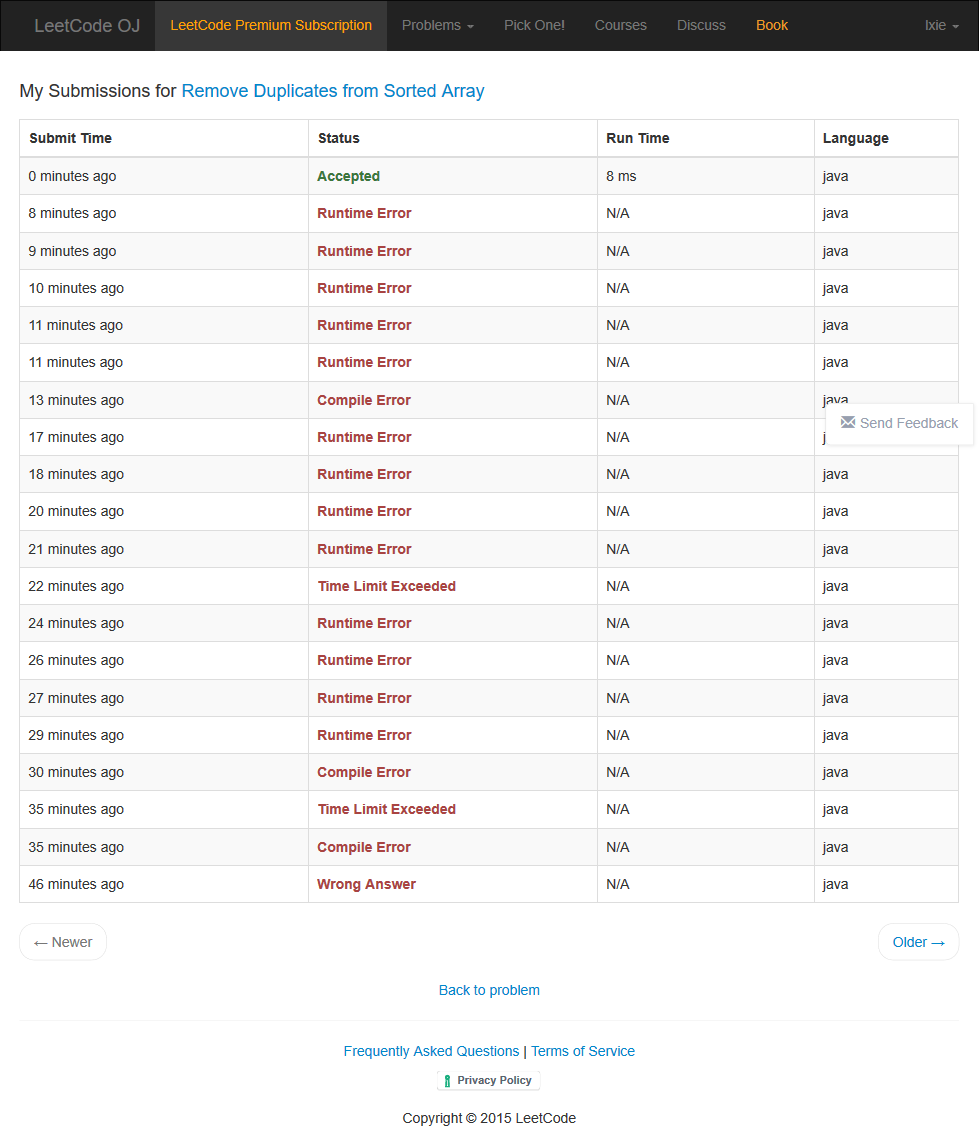 LeetCode OJ LeetCode Premium Subscription Problems Pick One! Courses Discuss Book lxie
My Submissions for Remove Duplicates from Sorted Array
Submit Time Status Run Time Language
0 minutes ago Accepted 8 ms java
8 minutes ago Runtime Error N/A java
9 minutes ago Runtime Error N/A java
10 minutes ago Runtime Error N/A java
11 minutes ago Runtime Error N/A java
11 minutes ago Runtime Error N/A java
13 minutes ago Compile Error N/A java
Send Feedback
17 minutes ago Runtime Error N/A j
18 minutes ago Runtime Error N/A java
20 minutes ago Runtime Error N/A java
21 minutes ago Runtime Error N/A java
22 minutes ago Time Limit Exceeded N/A java
24 minutes ago Runtime Error N/A java
26 minutes ago Runtime Error N/A java
27 minutes ago Runtime Error N/A java
29 minutes ago Runtime Error N/A java
30 minutes ago Compile Error N/A java
35 minutes ago Time Limit Exceeded N/A java
35 minutes ago Compile Error N/A java
46 minutes ago Wrong Answer N/A java
← Newer Older →
Back to problem
Frequently Asked Questions | Terms of Service
Privacy Policy
Copyright © 2015 LeetCode